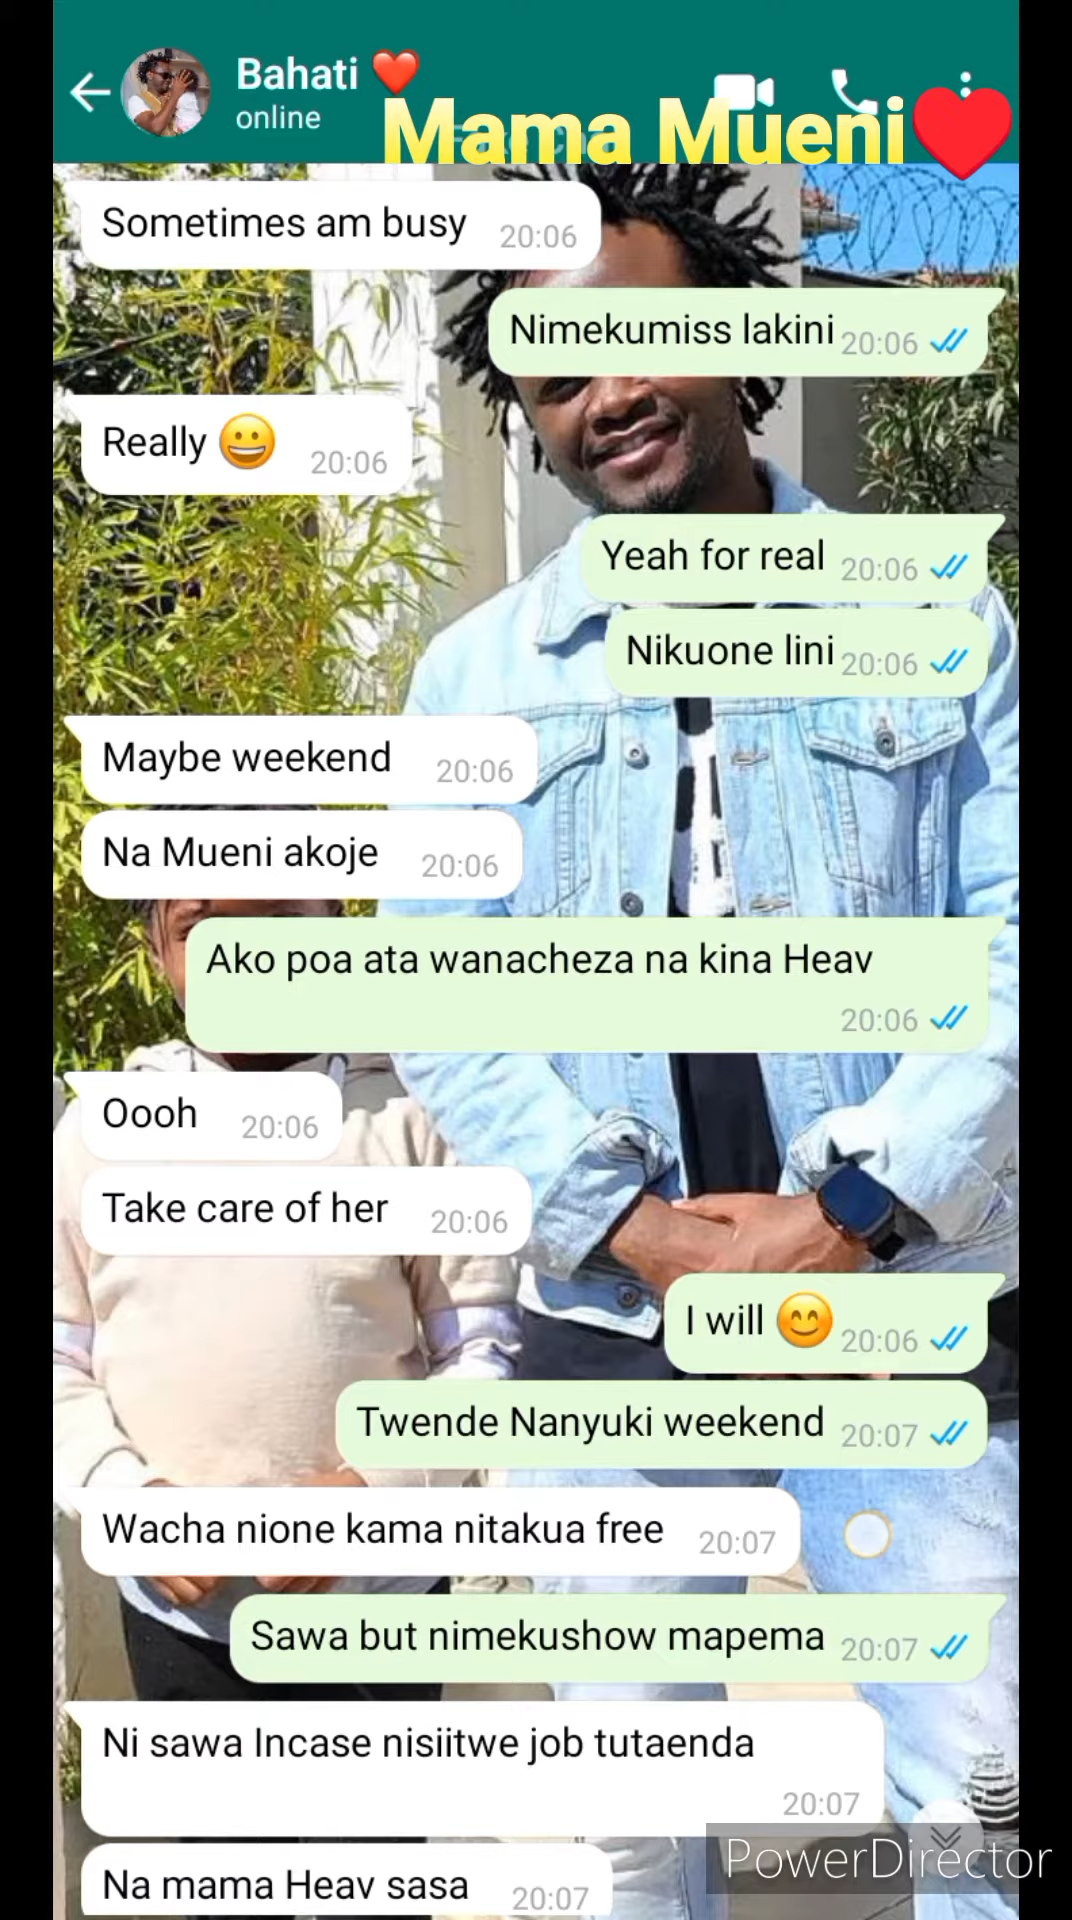 Bahati ❤️
online
Mama Mueni❤️
Sometimes am busy 20:06
Nimekumiss lakini 20:06
Really 😀 20:06
Yeah for real 20:06
Nikuone lini 20:06
Maybe weekend 20:06
Na Mueni akoje 20:06
Ako poa ata wanacheza na kina Heav
20:06
Oooh 20:06
Take care of her 20:06
I will 😊 20:06
Twende Nanyuki weekend 20:07
Wacha nione kama nitakua free 20:07
Sawa but nimekushow mapema 20:07
Ni sawa Incase nisiitwe job tutaenda
20:07
Na mama Heav sasa 20:07
PowerDirector